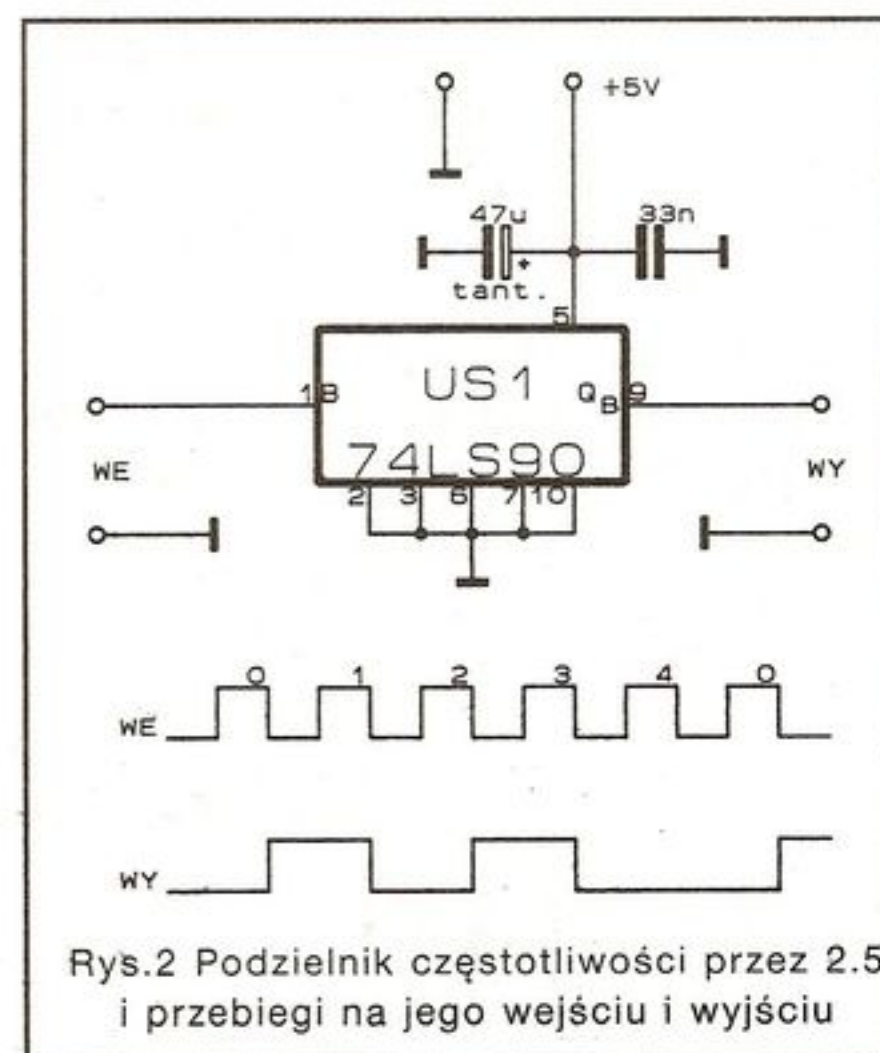 +5V
47u 33n
tant.
5
1 B US1 QB 9
WE 74LS90 WY
2 3 6 7 10
0 1 2 3 4 0
WE
WY
Rys.2 Podzielnik częstotliwości przez 2.5
i przebiegi na jego wejściu i wyjściu